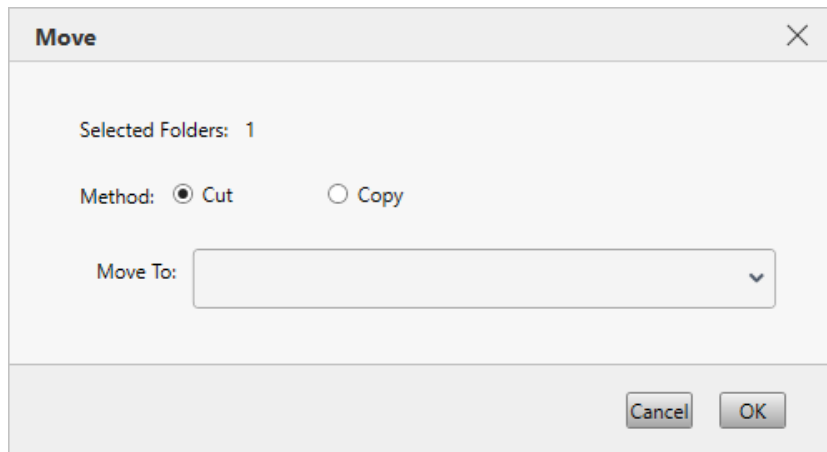 Move
Selected Folders: 1
Method: Cut Copy
Move To:
Cancel OK